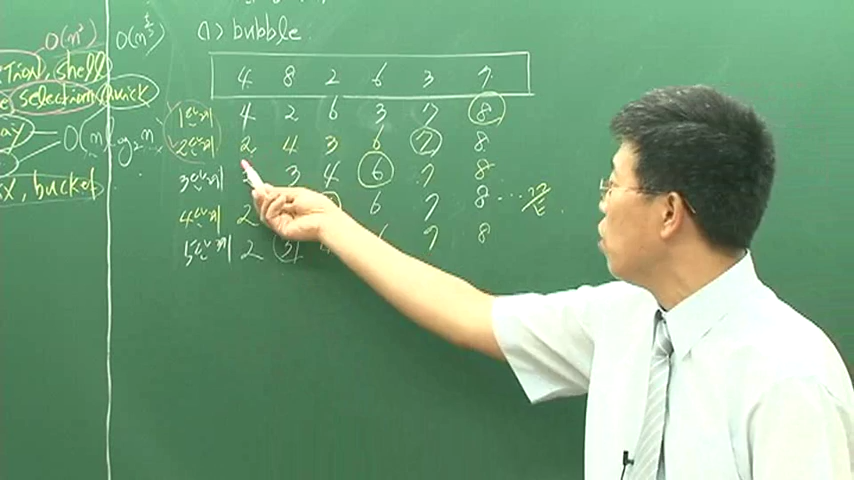 O(n²)
O(n^{3/2})
ction, shell
selection quick
ay O(n log₂ n
x, bucket
(1) bubble
4 8 2 6 3 7
1단계 4 2 6 3 7 8
2단계 2 4 3 6 7 8
3단계 3 4 6 7 8
4단계 2 6 7 8
5단계 2 3 7 8